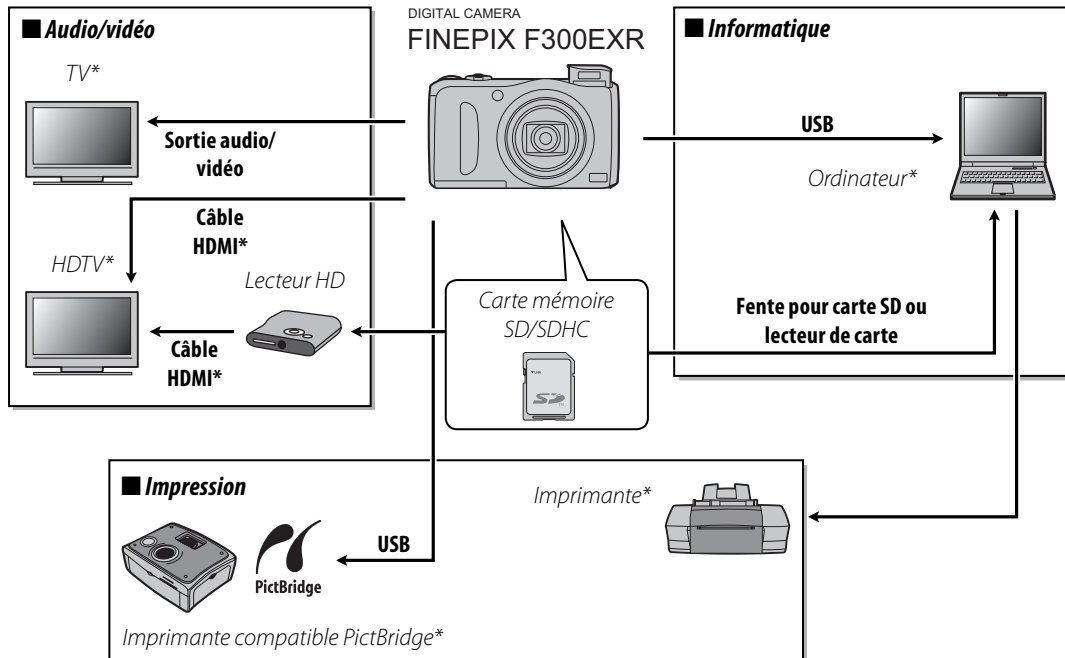 DIGITAL CAMERA
FINEPIX F300EXR
■ Audio/vidéo
TV*
Sortie audio/
vidéo
Câble
HDMI*
HDTV*
Lecteur HD
Câble
HDMI*
Carte mémoire
SD/SDHC
SD
■ Informatique
USB
Ordinateur*
Fente pour carte SD ou
lecteur de carte
■ Impression
Imprimante*
USB
PictBridge
Imprimante compatible PictBridge*